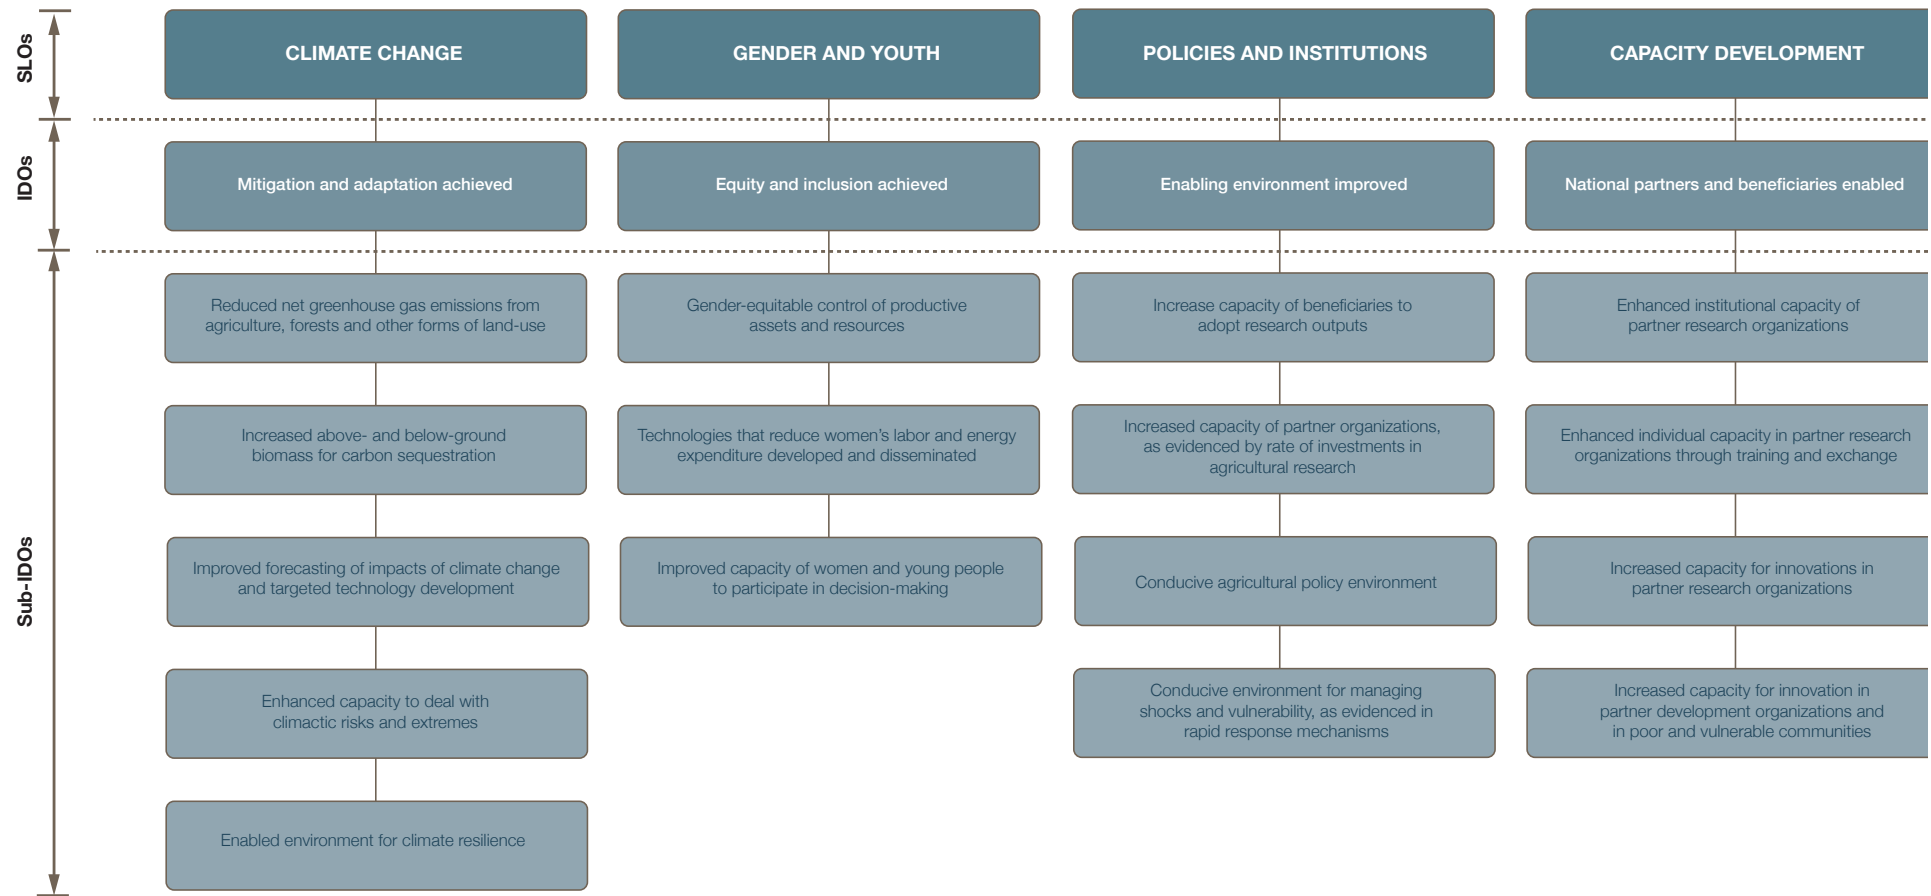 SLOs
CLIMATE CHANGE
GENDER AND YOUTH
POLICIES AND INSTITUTIONS
CAPACITY DEVELOPMENT
IDOs
Mitigation and adaptation achieved
Equity and inclusion achieved
Enabling environment improved
National partners and beneficiaries enabled
Sub-IDOs
Reduced net greenhouse gas emissions from
agriculture, forests and other forms of land-use
Gender-equitable control of productive
assets and resources
Increase capacity of beneficiaries to
adopt research outputs
Enhanced institutional capacity of
partner research organizations
Increased above- and below-ground
biomass for carbon sequestration
Technologies that reduce women’s labor and energy
expenditure developed and disseminated
Increased capacity of partner organizations,
as evidenced by rate of investments in
agricultural research
Enhanced individual capacity in partner research
organizations through training and exchange
Improved forecasting of impacts of climate change
and targeted technology development
Improved capacity of women and young people
to participate in decision-making
Conducive agricultural policy environment
Increased capacity for innovations in
partner research organizations
Enhanced capacity to deal with
climactic risks and extremes
Conducive environment for managing
shocks and vulnerability, as evidenced in
rapid response mechanisms
Increased capacity for innovation in
partner development organizations and
in poor and vulnerable communities
Enabled environment for climate resilience